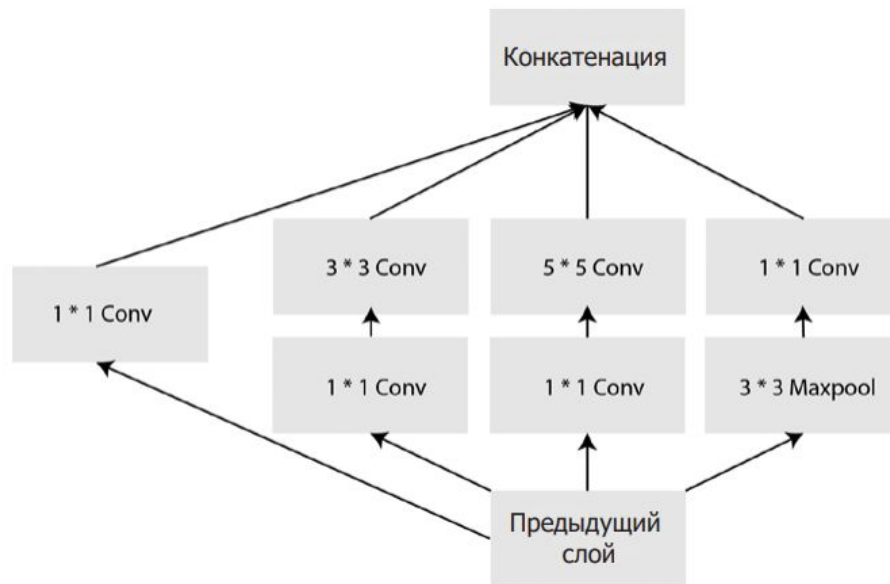 Конкатенация
3 * 3 Conv
5 * 5 Conv
1 * 1 Conv
1 * 1 Conv
1 * 1 Conv
1 * 1 Conv
3 * 3 Maxpool
Предыдущий
слой